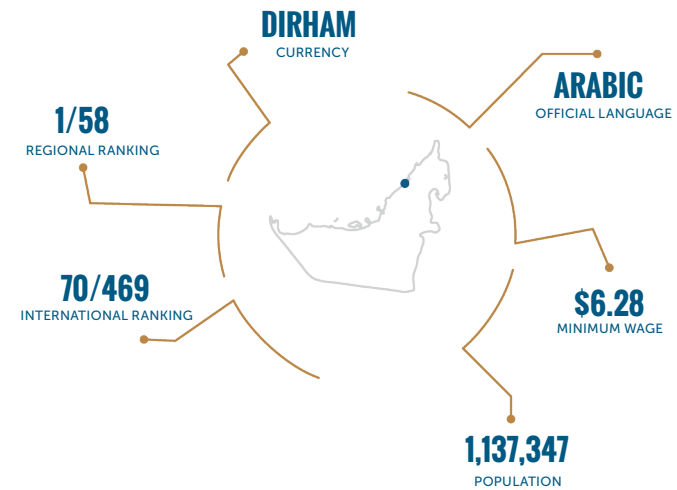 DIRHAM
CURRENCY
ARABIC
OFFICIAL LANGUAGE
1/58
REGIONAL RANKING
70/469
INTERNATIONAL RANKING
$6.28
MINIMUM WAGE
1,137,347
POPULATION